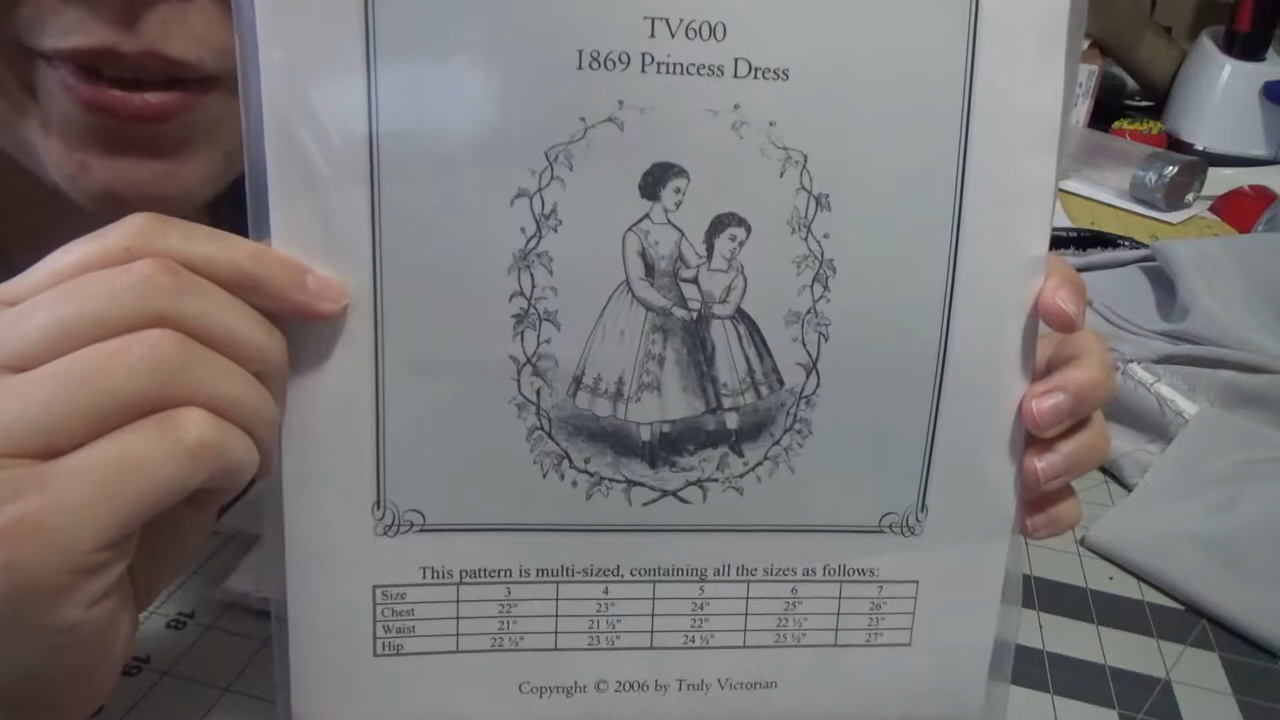 TV600
1869 Princess Dress
This pattern is multi-sized, containing all the sizes as follows:
Size 3 4 5 6 7
Chest 22" 23" 24" 25" 26"
Waist 21" 21 ½" 22" 22 ½" 23"
Hip 22 ½" 23 ½" 24 ½" 25 ½" 27"
Copyright © 2006 by Truly Victorian
18
19